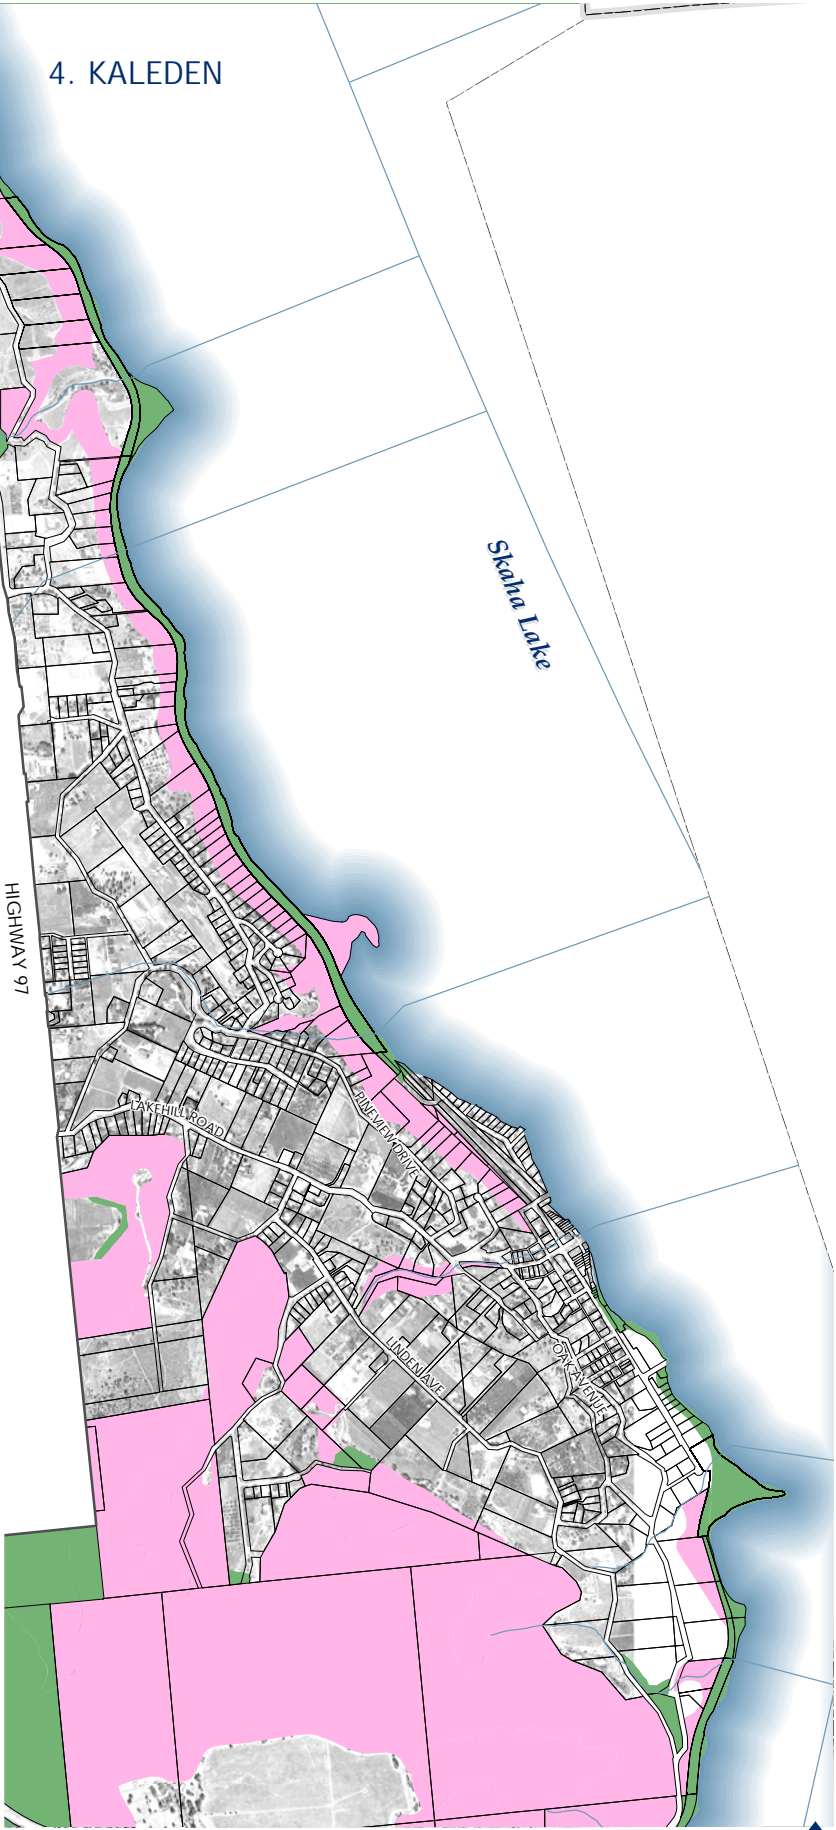 4. KALEDEN
Skaha Lake
HIGHWAY 97
LAKEHILL ROAD
PINEVIEW DRIVE
LINDEN AVE
OAK AVENUE